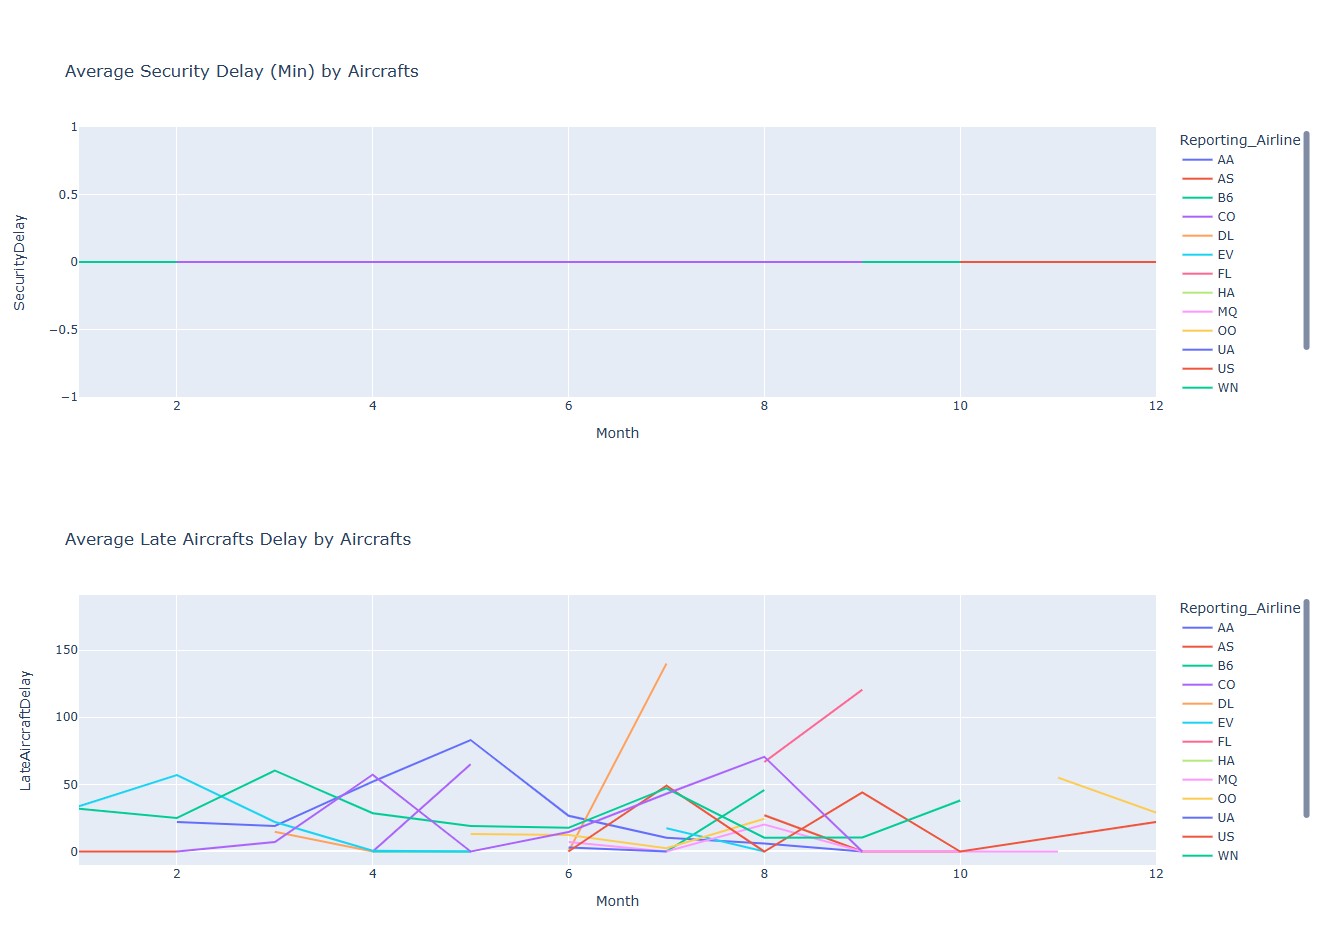 Average Security Delay (Min) by Aircrafts
SecurityDelay
1
0.5
0
−0.5
−1
2 4 6 8 10 12
Month
Reporting_Airline
AA
AS
B6
CO
DL
EV
FL
HA
MQ
OO
UA
US
WN
Average Late Aircrafts Delay by Aircrafts
LateAircraftDelay
150
100
50
0
2 4 6 8 10 12
Month
Reporting_Airline
AA
AS
B6
CO
DL
EV
FL
HA
MQ
OO
UA
US
WN